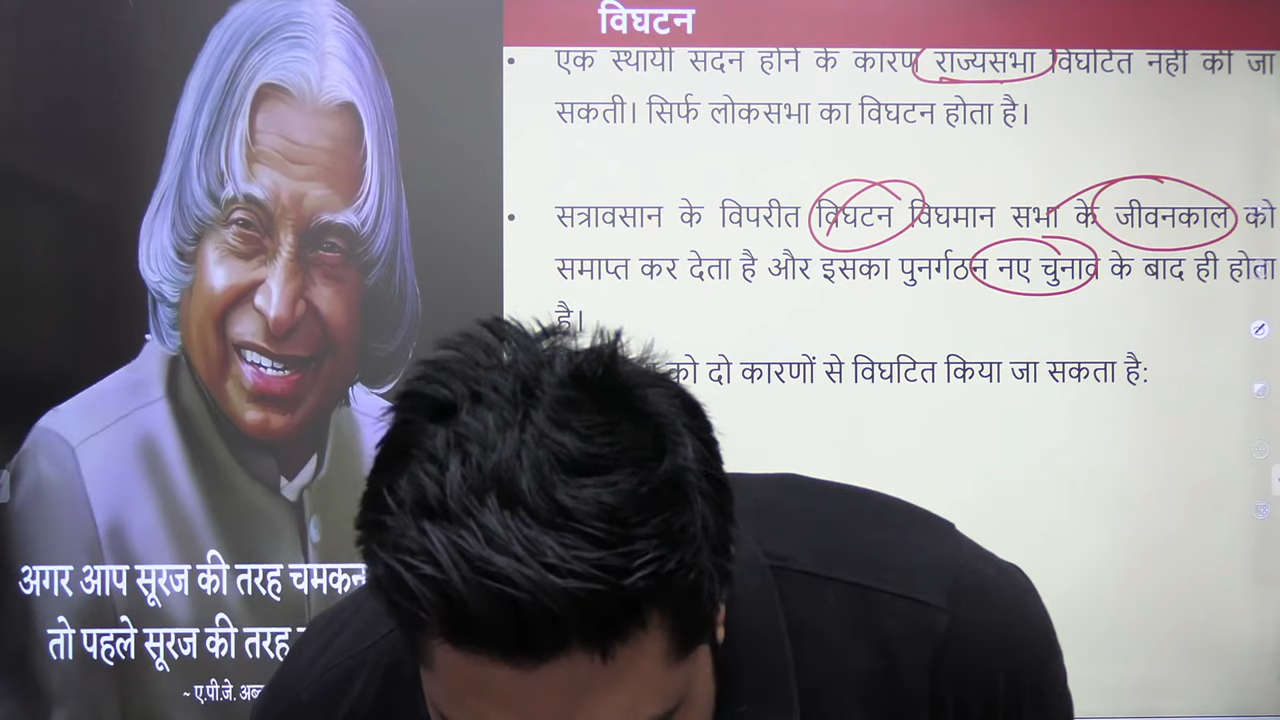 विघटन
• एक स्थायी सदन होने के कारण राज्यसभा विघटित नही की जा
सकती। सिर्फ लोकसभा का विघटन होता है।
• सत्रावसान के विपरीत विघटन विघमान सभा के जीवनकाल को
समाप्त कर देता है और इसका पुनर्गठन नए चुनाव के बाद ही होता
है।
को दो कारणों से विघटित किया जा सकता है:
अगर आप सूरज की तरह चमकन
तो पहले सूरज की तरह
~ ए.पी.जे. अब्